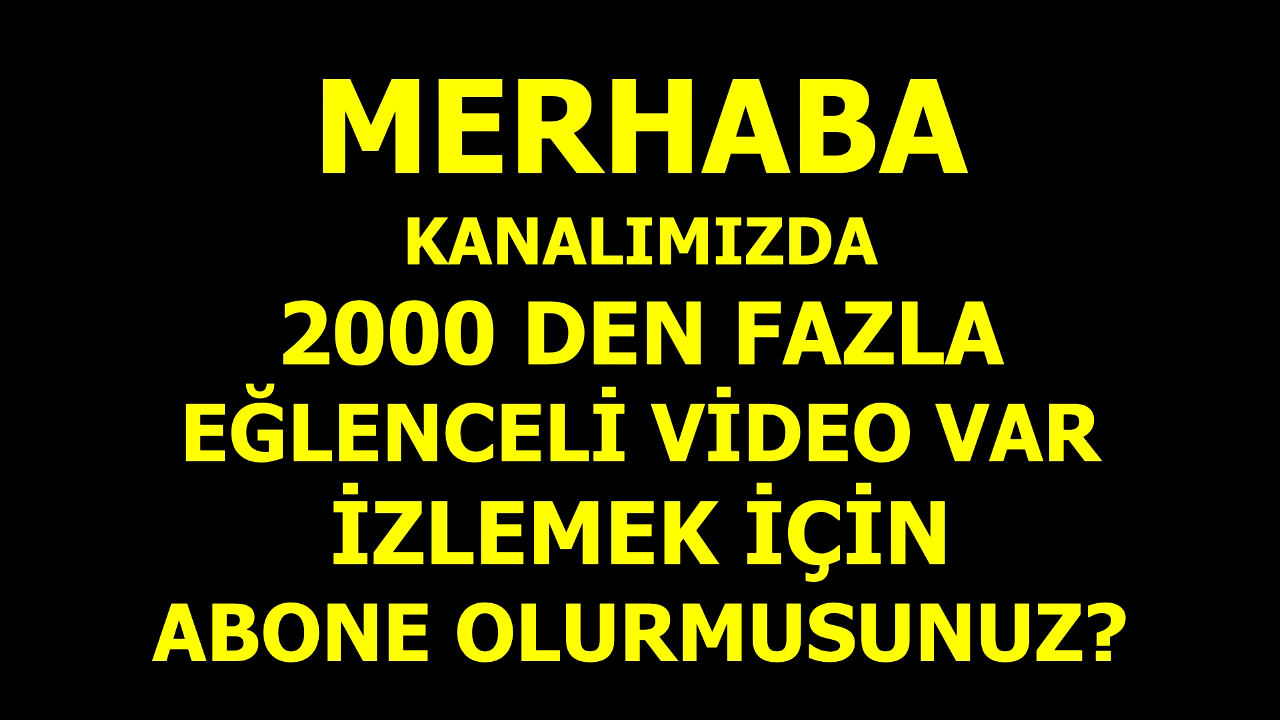 MERHABA
KANALIMIZDA
2000 DEN FAZLA
EĞLENCELİ VİDEO VAR
İZLEMEK İÇİN
ABONE OLURMUSUNUZ?